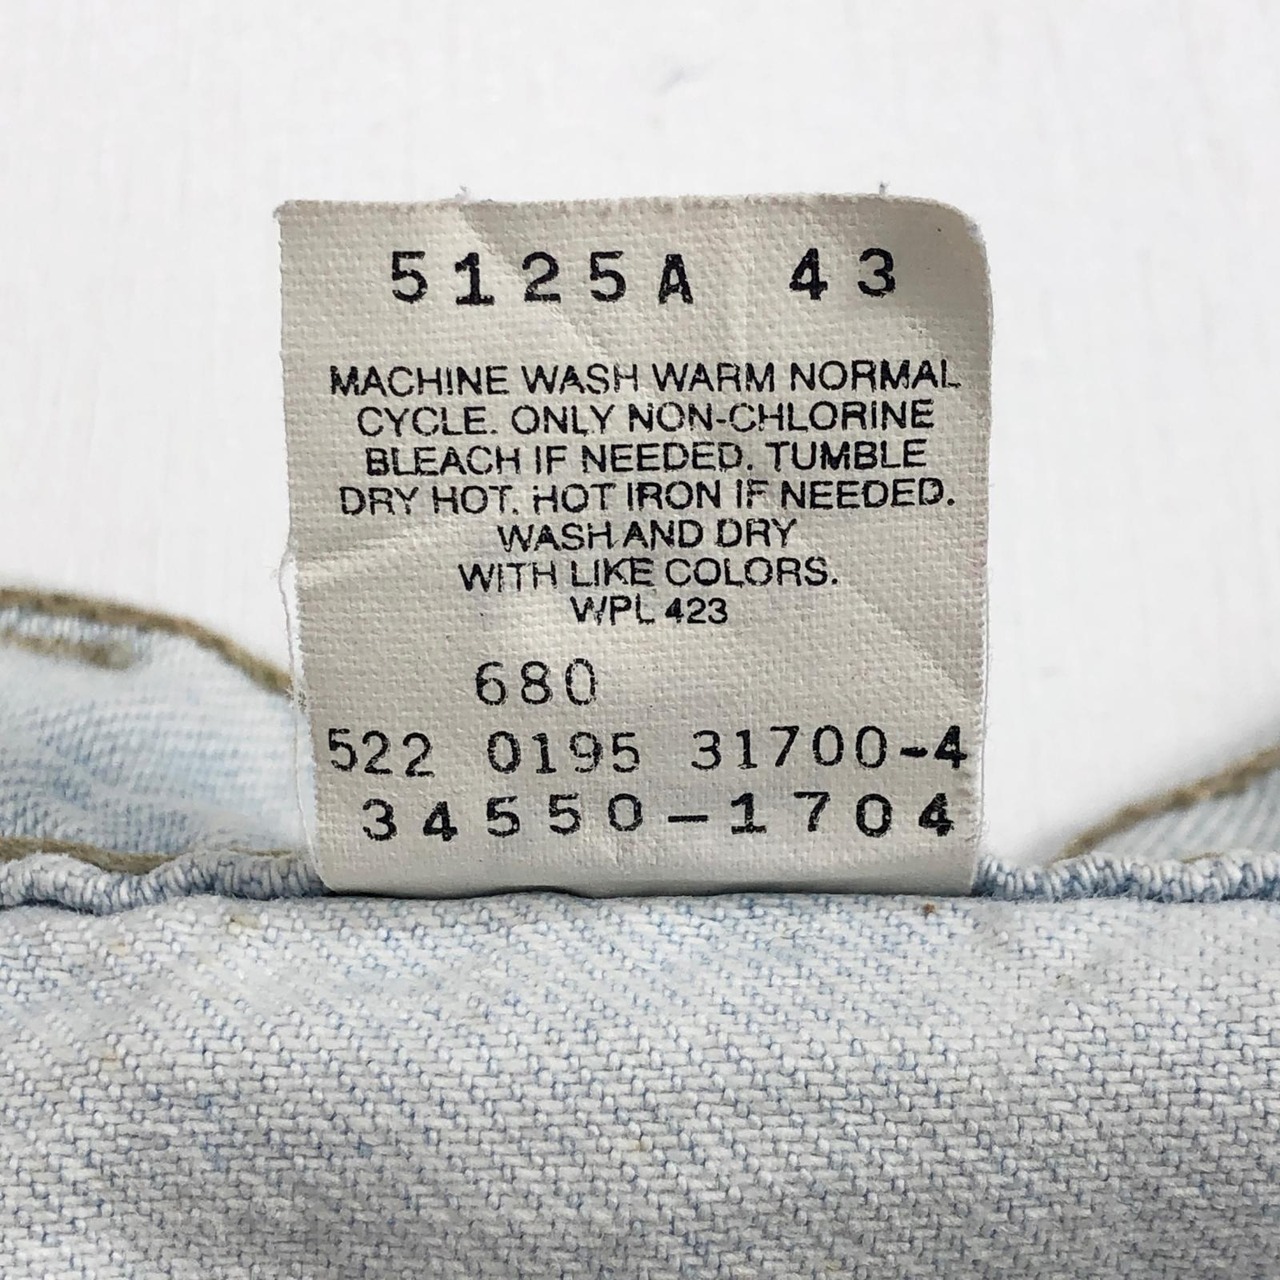 5125A 43
MACHINE WASH WARM NORMAL
CYCLE. ONLY NON-CHLORINE
BLEACH IF NEEDED. TUMBLE
DRY HOT. HOT IRON IF NEEDED.
WASH AND DRY
WITH LIKE COLORS.
WPL 423
680
522 0195 31700-4
34550-1704